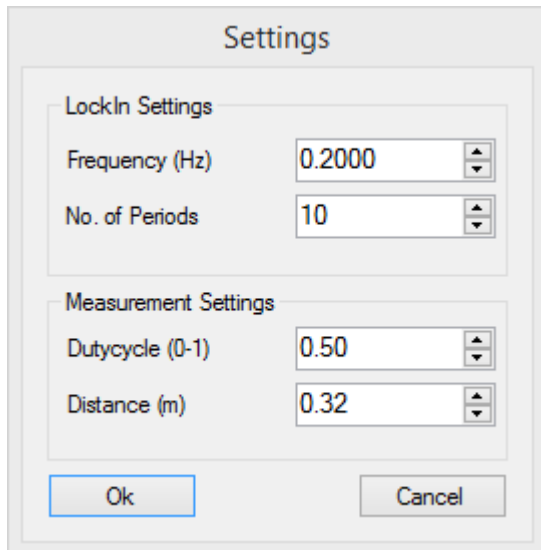 Settings
LockIn Settings
Frequency (Hz) 0.2000
No. of Periods 10
Measurement Settings
Dutycycle (0-1) 0.50
Distance (m) 0.32
Ok Cancel